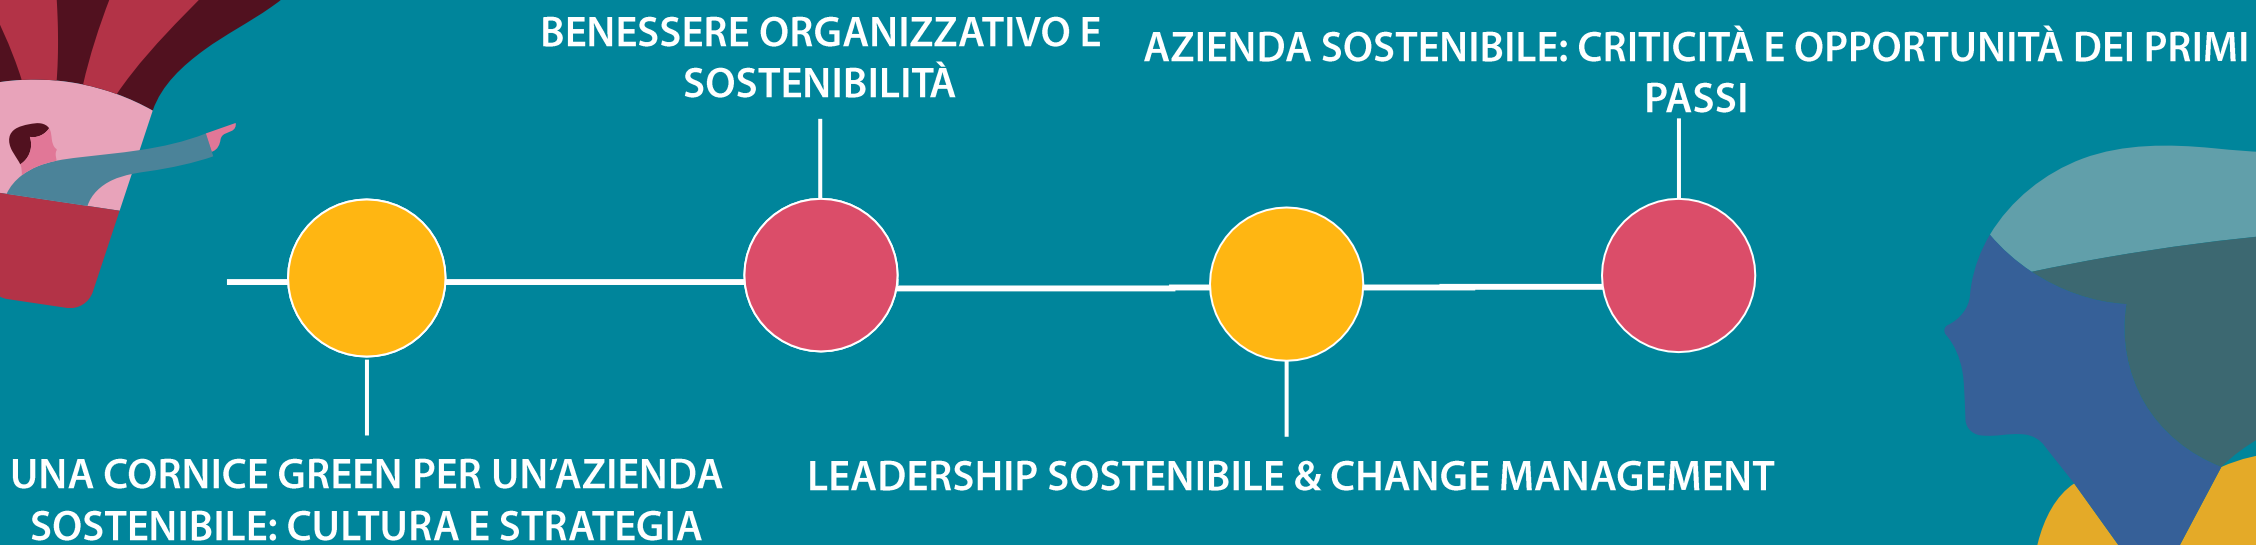 BENESSERE ORGANIZZATIVO E
SOSTENIBILITÀ
AZIENDA SOSTENIBILE: CRITICITÀ E OPPORTUNITÀ DEI PRIMI
PASSI
UNA CORNICE GREEN PER UN’AZIENDA
SOSTENIBILE: CULTURA E STRATEGIA
LEADERSHIP SOSTENIBILE & CHANGE MANAGEMENT